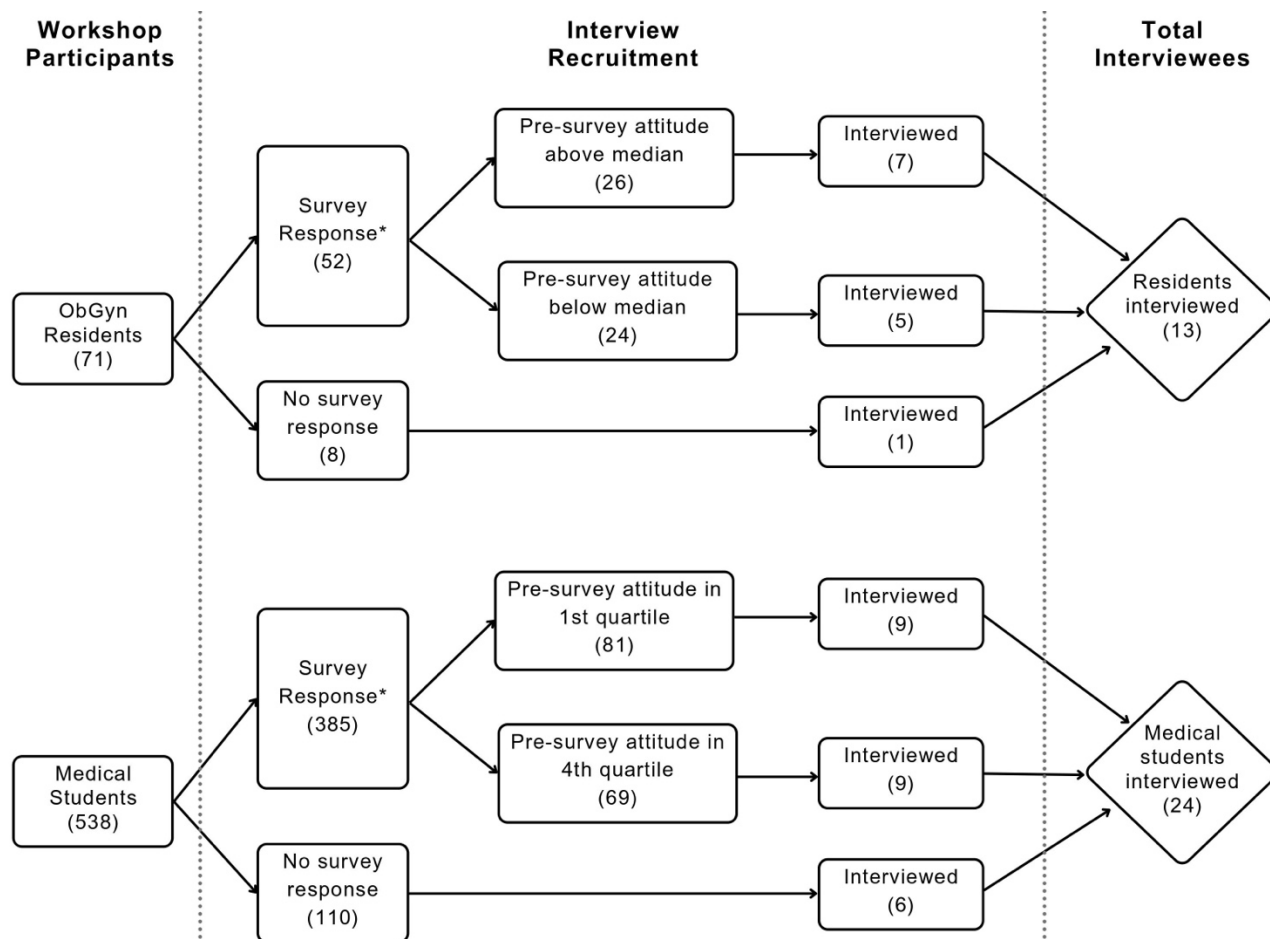 Workshop
Participants
Interview
Recruitment
Total
Interviewees
ObGyn
Residents
(71)
Survey
Response*
(52)
Pre-survey attitude
above median
(26)
Interviewed
(7)
Pre-survey attitude
below median
(24)
Interviewed
(5)
No survey
response
(8)
Interviewed
(1)
Residents
interviewed
(13)
Medical
Students
(538)
Survey
Response*
(385)
Pre-survey attitude in
1st quartile
(81)
Interviewed
(9)
Pre-survey attitude in
4th quartile
(69)
Interviewed
(9)
No survey
response
(110)
Interviewed
(6)
Medical
students
interviewed
(24)